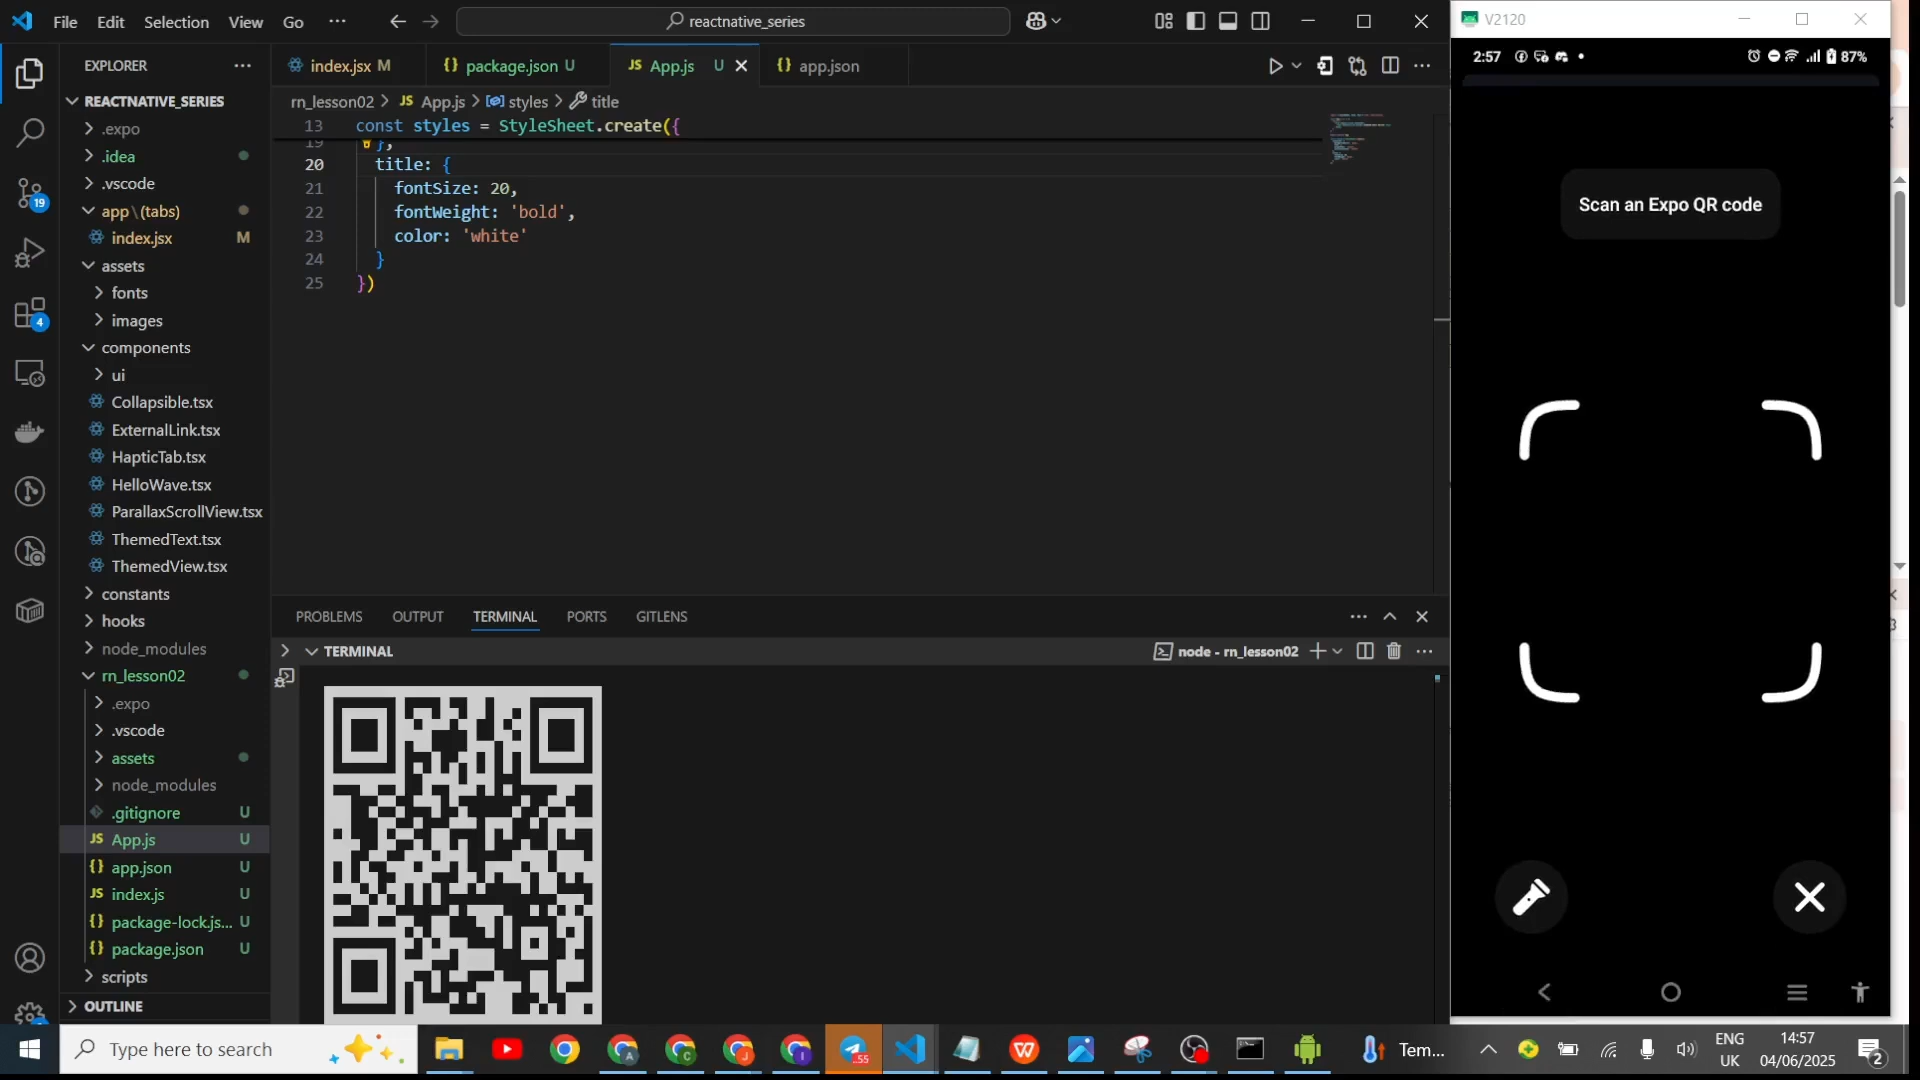 File Edit Selection View Go ··· reactnative_series
V2120
2:57 87%
EXPLORER
REACTNATIVE_SERIES
.expo
.idea
.vscode
app\(tabs)
index.jsx M
assets
fonts
images
components
ui
Collapsible.tsx
ExternalLink.tsx
HapticTab.tsx
HelloWave.tsx
ParallaxScrollView.tsx
ThemedText.tsx
ThemedView.tsx
constants
hooks
node_modules
rn_lesson02
.expo
.vscode
assets
node_modules
.gitignore U
App.js U
app.json U
index.js U
package-lock.js... U
package.json U
scripts
OUTLINE
19
4
index.jsx M package.json U App.js U app.json
rn_lesson02 > JS App.js > styles > title
13 const styles = StyleSheet.create({
19 },
20 title: {
21 fontSize: 20,
22 fontWeight: 'bold',
23 color: 'white'
24 }
25 })
PROBLEMS OUTPUT TERMINAL PORTS GITLENS
TERMINAL
node - rn_lesson02
Scan an Expo QR code
Type here to search
55
Tem...
ENG
UK
14:57
04/06/2025
2